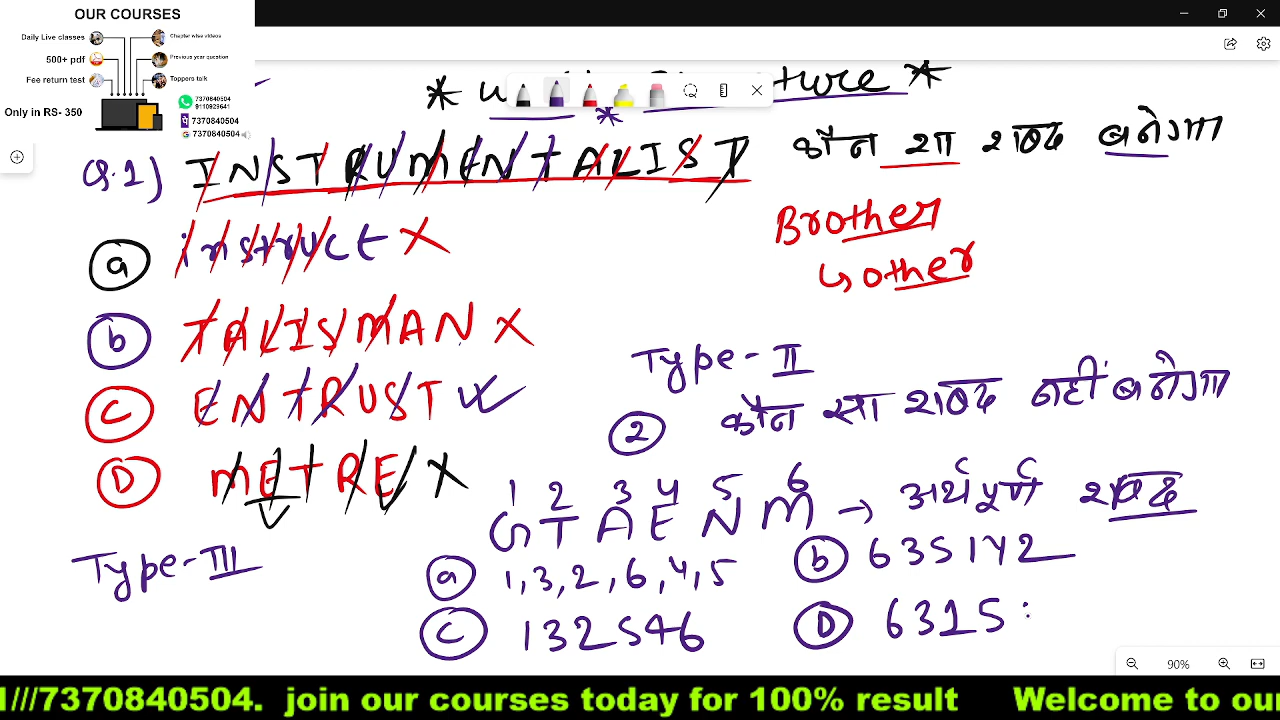 OUR COURSES
Daily Live classes
Chapter wise videos
500+ pdf
Previous year question
Fee return test
Toppers talk
Only in RS- 350
7370840504
9110929641
7370840504
7370840504
Q.1) INSTRUMENTALIST कौन शा शब्द बनेगा
a instruct X
Brother
↳ other
b TALISMAN X
C ENTRUST ✓
D METRE X
Type-II
2 कौन सा शब्द नहीं बनेगा
1 2 3 4 5 6
G T A E N M → अर्थपूर्ण शब्द
Type-III
a 1,3,2,6,4,5
b 635142
C 132546
D 6315
90%
1///7370840504. join our courses today for 100% result Welcome to our